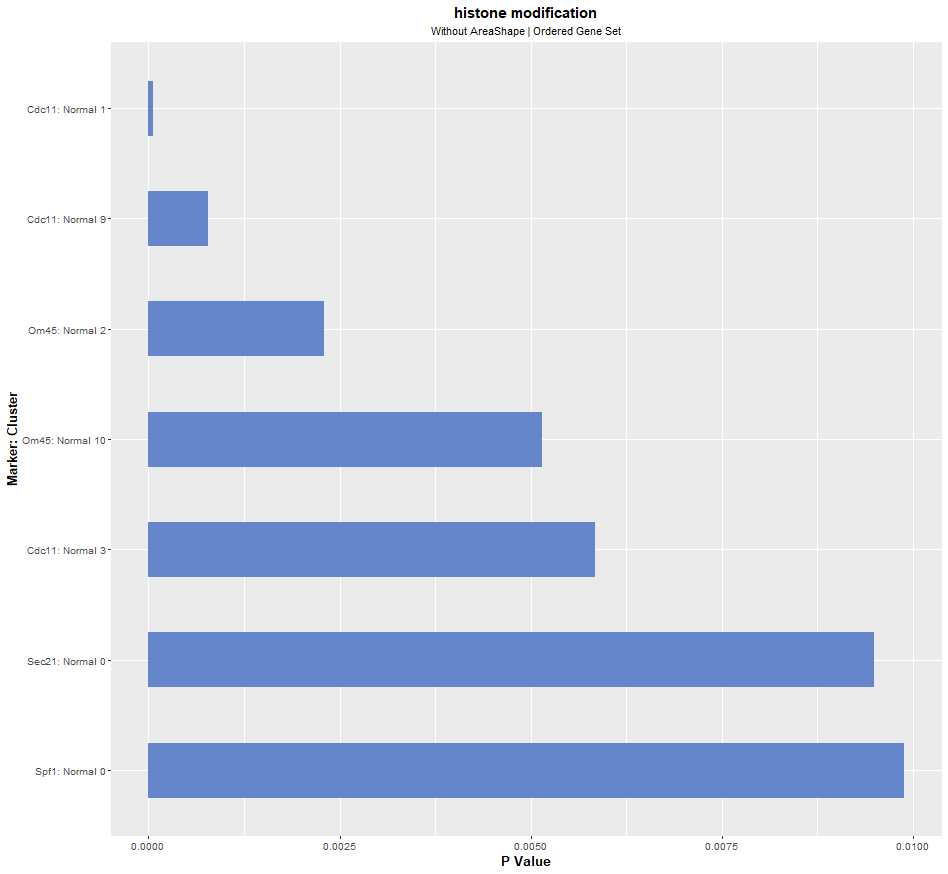 histone modification
Without AreaShape | Ordered Gene Set
Marker: Cluster
Cdc11: Normal 1
Cdc11: Normal 9
Om45: Normal 2
Om45: Normal 10
Cdc11: Normal 3
Sec21: Normal 0
Spf1: Normal 0
0.0000 0.0025 0.0050 0.0075 0.0100
P Value